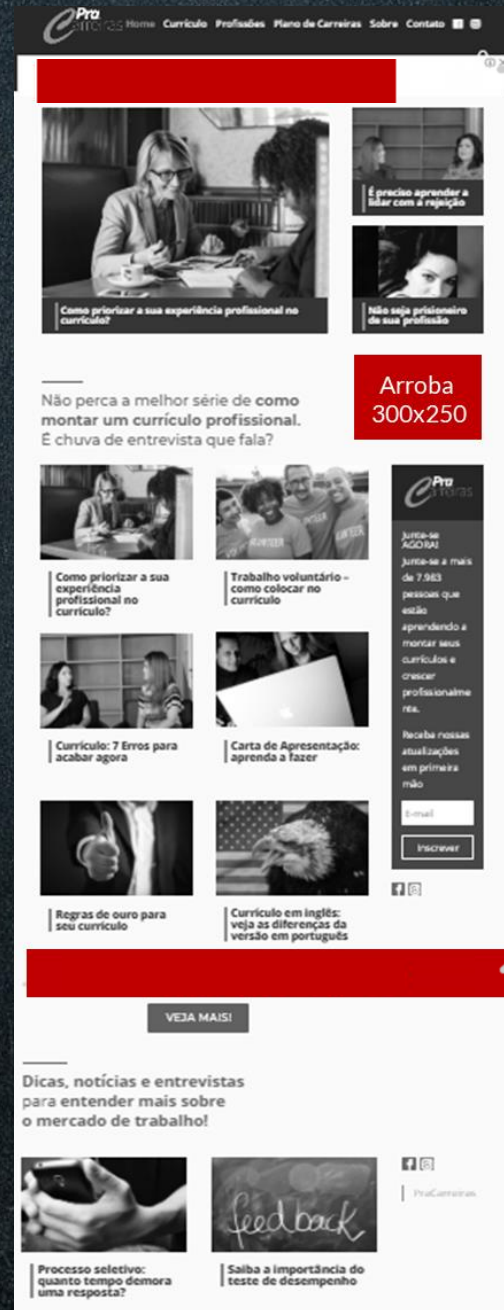 Pra
Carreiras
Home Currículo Profissões Plano de Carreiras Sobre Contato
É preciso aprender a
lidar com a rejeição
Como priorizar a sua experiência profissional no
currículo?
Não seja prisioneiro
de sua profissão
Não perca a melhor série de como
montar um currículo profissional.
É chuva de entrevista que fala?
Arroba
300x250
Como priorizar a sua
experiência
profissional no
currículo?
Trabalho voluntário –
como colocar no
currículo
VOLUNTEER
Currículo: 7 Erros para
acabar agora
Carta de Apresentação:
aprenda a fazer
Regras de ouro para
seu currículo
Currículo em inglês:
veja as diferenças da
versão em português
Pra
Carreiras
Junte-se
AGORA!
Junte-se a mais
de 7.983
pessoas que
estão
aprendendo a
montar seus
currículos e
crescer
profissionalme
nte.
Receba nossas
atualizações
em primeira
mão
E-mail
Inscrever
VEJA MAIS!
Dicas, notícias e entrevistas
para entender mais sobre
o mercado de trabalho!
feedback
Processo seletivo:
quanto tempo demora
uma resposta?
Saiba a importância do
teste de desempenho
PraCarreiras